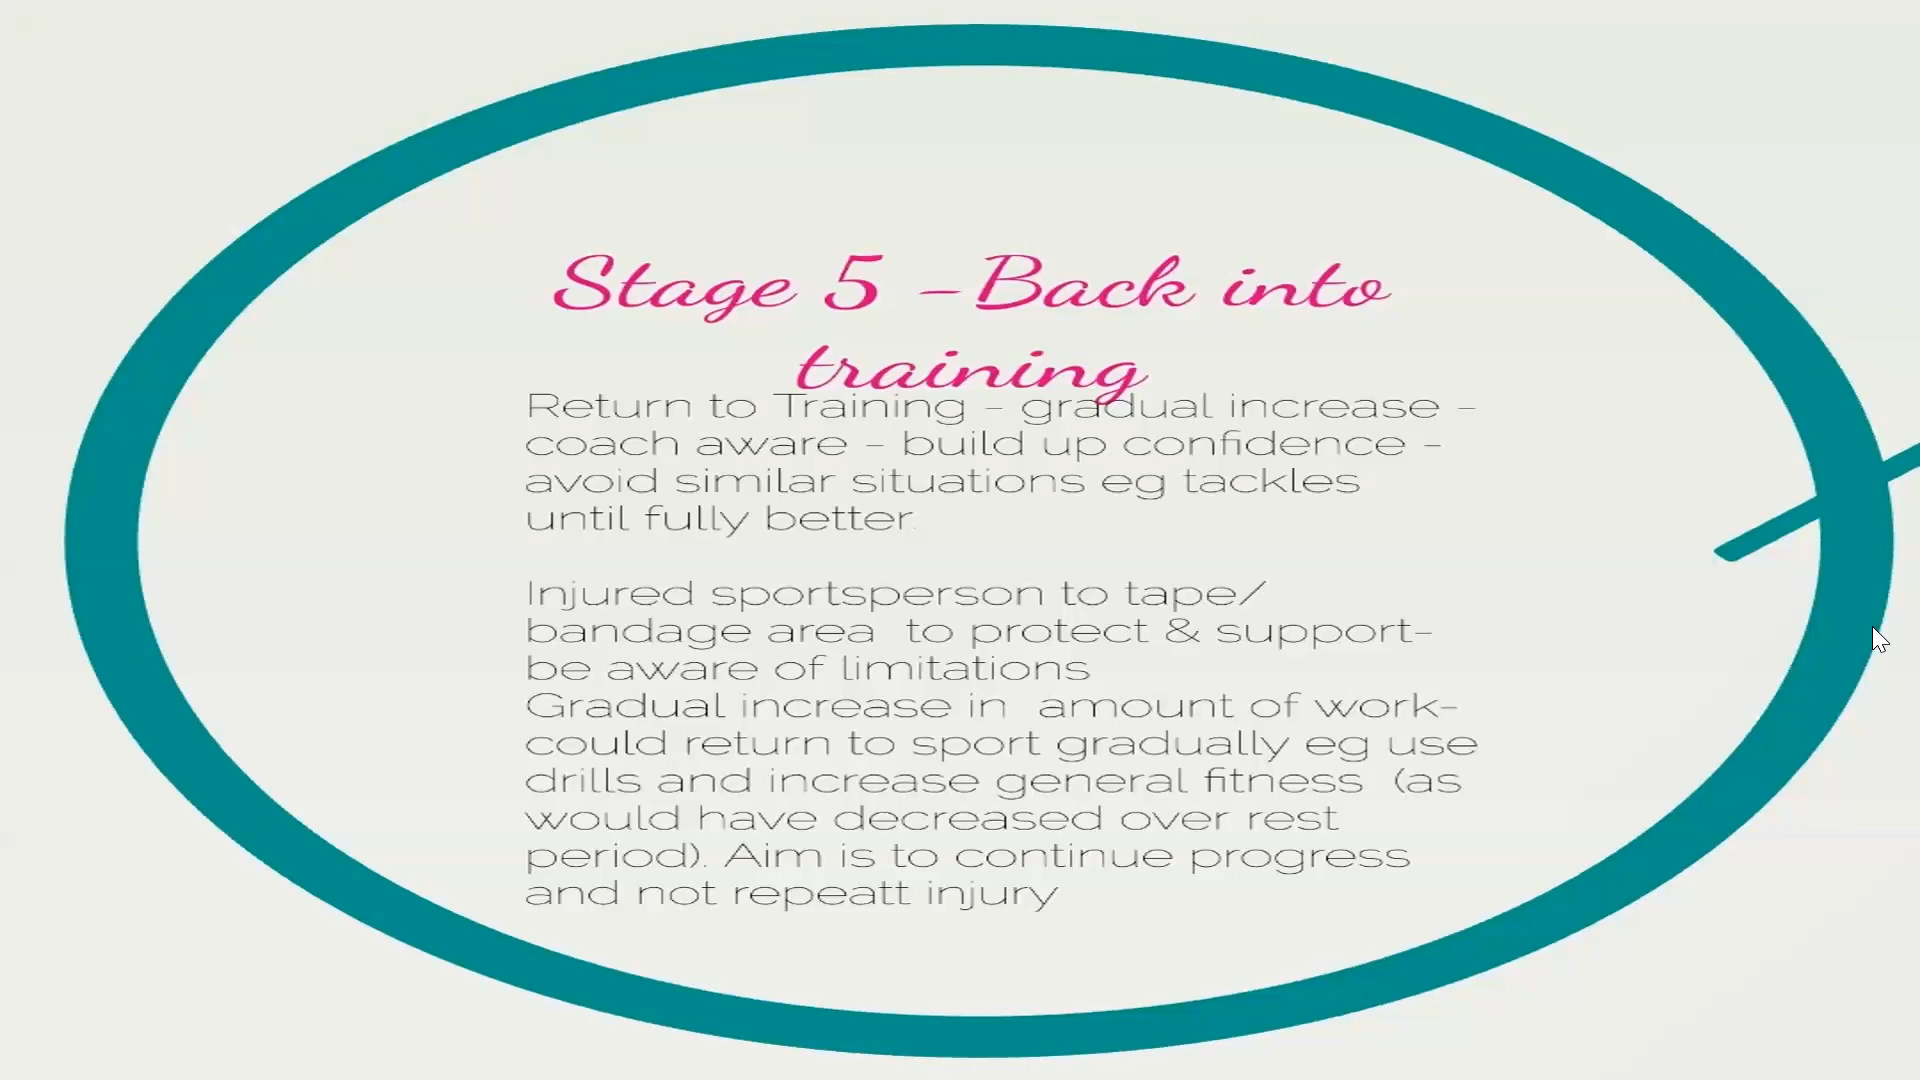 Stage 5 -Back into
training
Return to Training - gradual increase -
coach aware - build up confidence -
avoid similar situations eg tackles
until fully better.
Injured sportsperson to tape/
bandage area  to protect & support-
be aware of limitations
Gradual increase in  amount of work-
could return to sport gradually eg use
drills and increase general fitness  (as
would have decreased over rest
period). Aim is to continue progress
and not repeatt injury